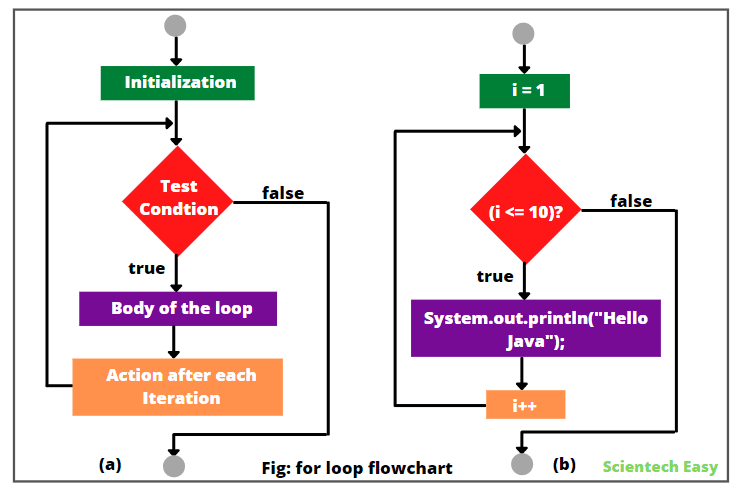 Initialization
Test
Condtion
false
true
Body of the loop
Action after each
Iteration
(a)
i = 1
(i <= 10)?
false
true
System.out.println("Hello
Java");
i++
(b)
Fig: for loop flowchart
Scientech Easy